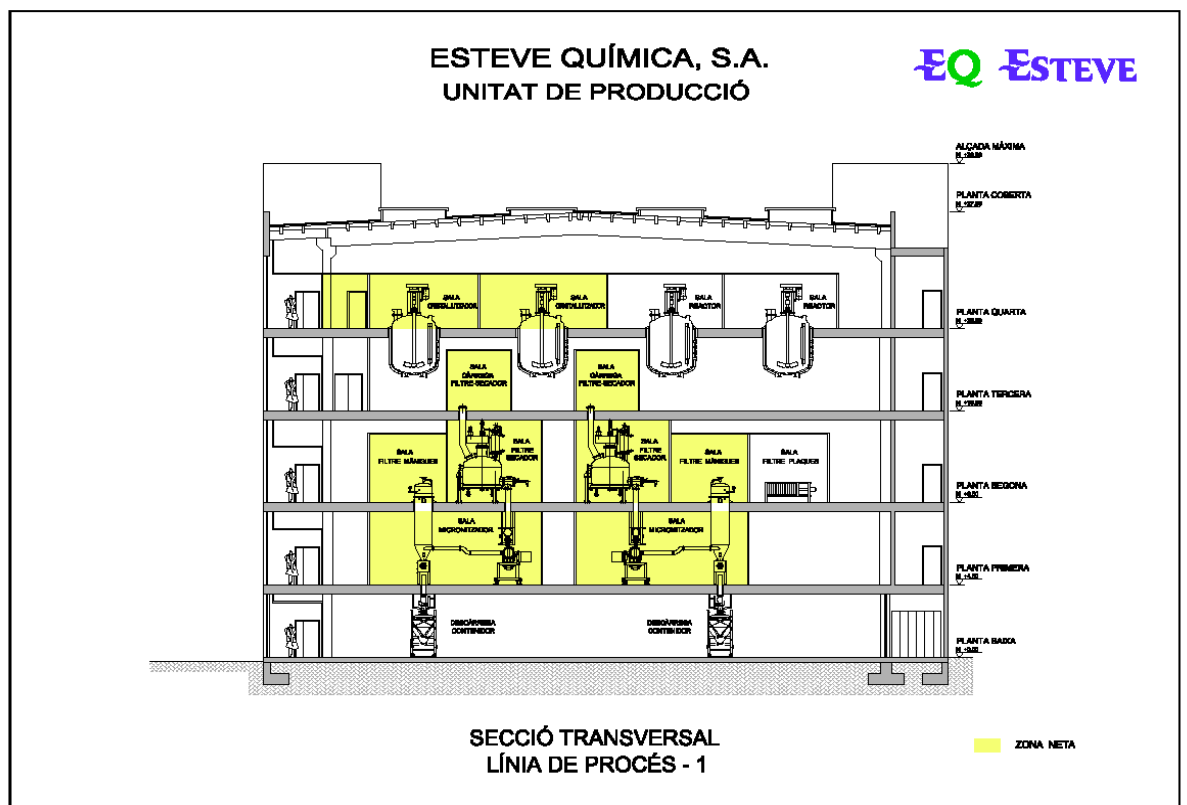 ESTEVE QUÍMICA, S.A.
UNITAT DE PRODUCCIÓ
EQ ESTEVE
ALÇADA MÁXIMA
PLANTA COBERTA
SALA
CRISTAL·LITZADOR
SALA
CRISTAL·LITZADOR
SALA
REACTOR
SALA
REACTOR
PLANTA QUARTA
SALA
CÀRREGA
FILTRE-SECADOR
SALA
CÀRREGA
FILTRE-SECADOR
PLANTA TERCERA
SALA
FILTRE MÀNIGUES
SALA
FILTRE
SECADOR
SALA
FILTRE
SECADOR
SALA
FILTRE MÀNIGUES
SALA
FILTRE PLAQUES
PLANTA SEGONA
SALA
MICRONITZADOR
SALA
MICRONITZADOR
PLANTA PRIMERA
DESCÀRREGA
CONTENIDOR
DESCÀRREGA
CONTENIDOR
PLANTA BAIXA
SECCIÓ TRANSVERSAL
LÍNIA DE PROCÉS - 1
ZONA NETA